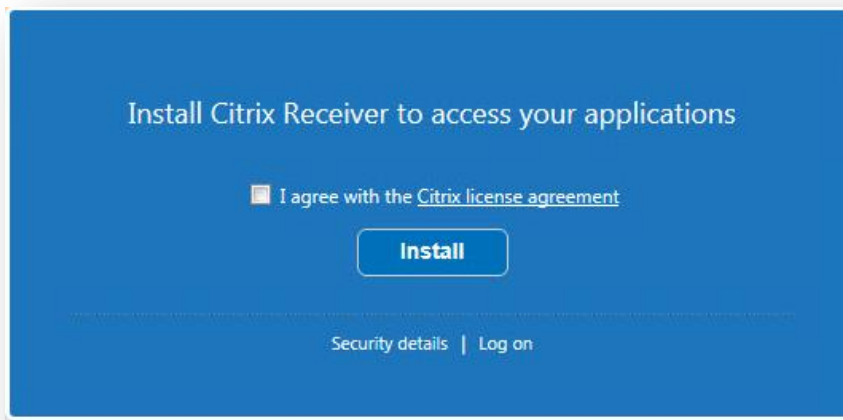 Install Citrix Receiver to access your applications
I agree with the Citrix license agreement
Install
Security details | Log on